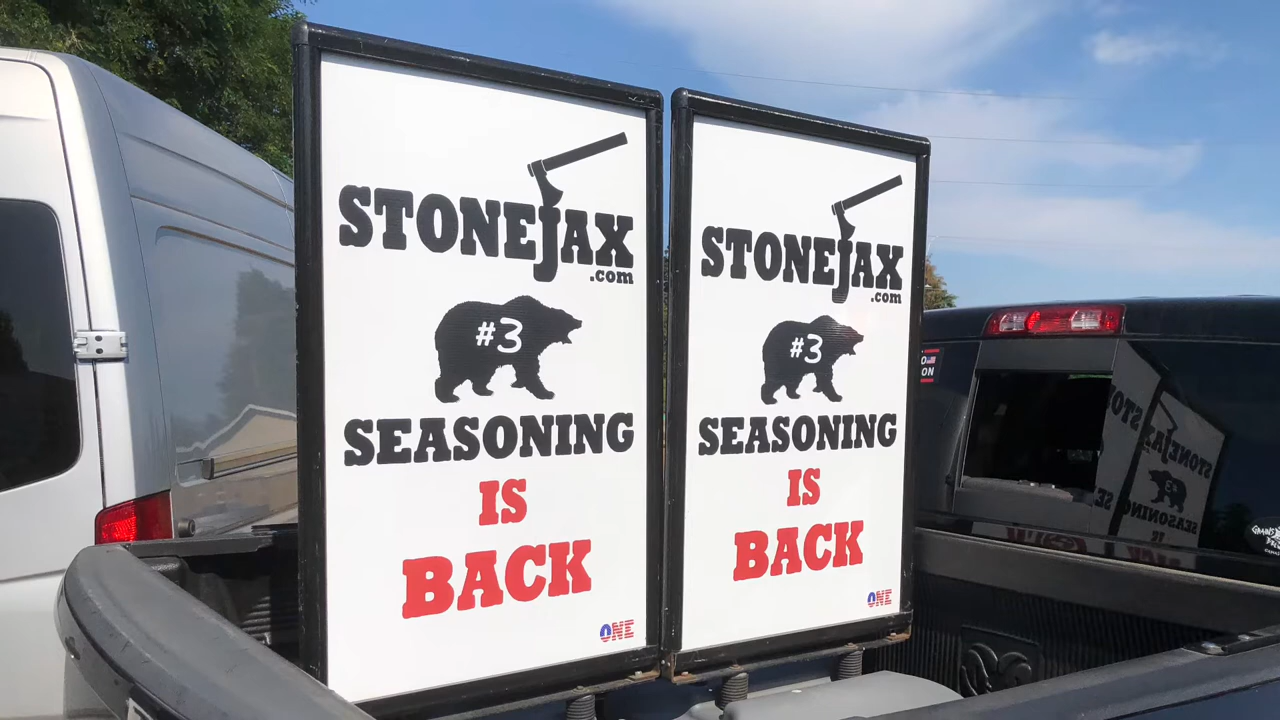 STONEJAX
.com
#3
SEASONING
IS
BACK
ONE
STONEJAX
.com
#3
SEASONING
IS
BACK
ONE